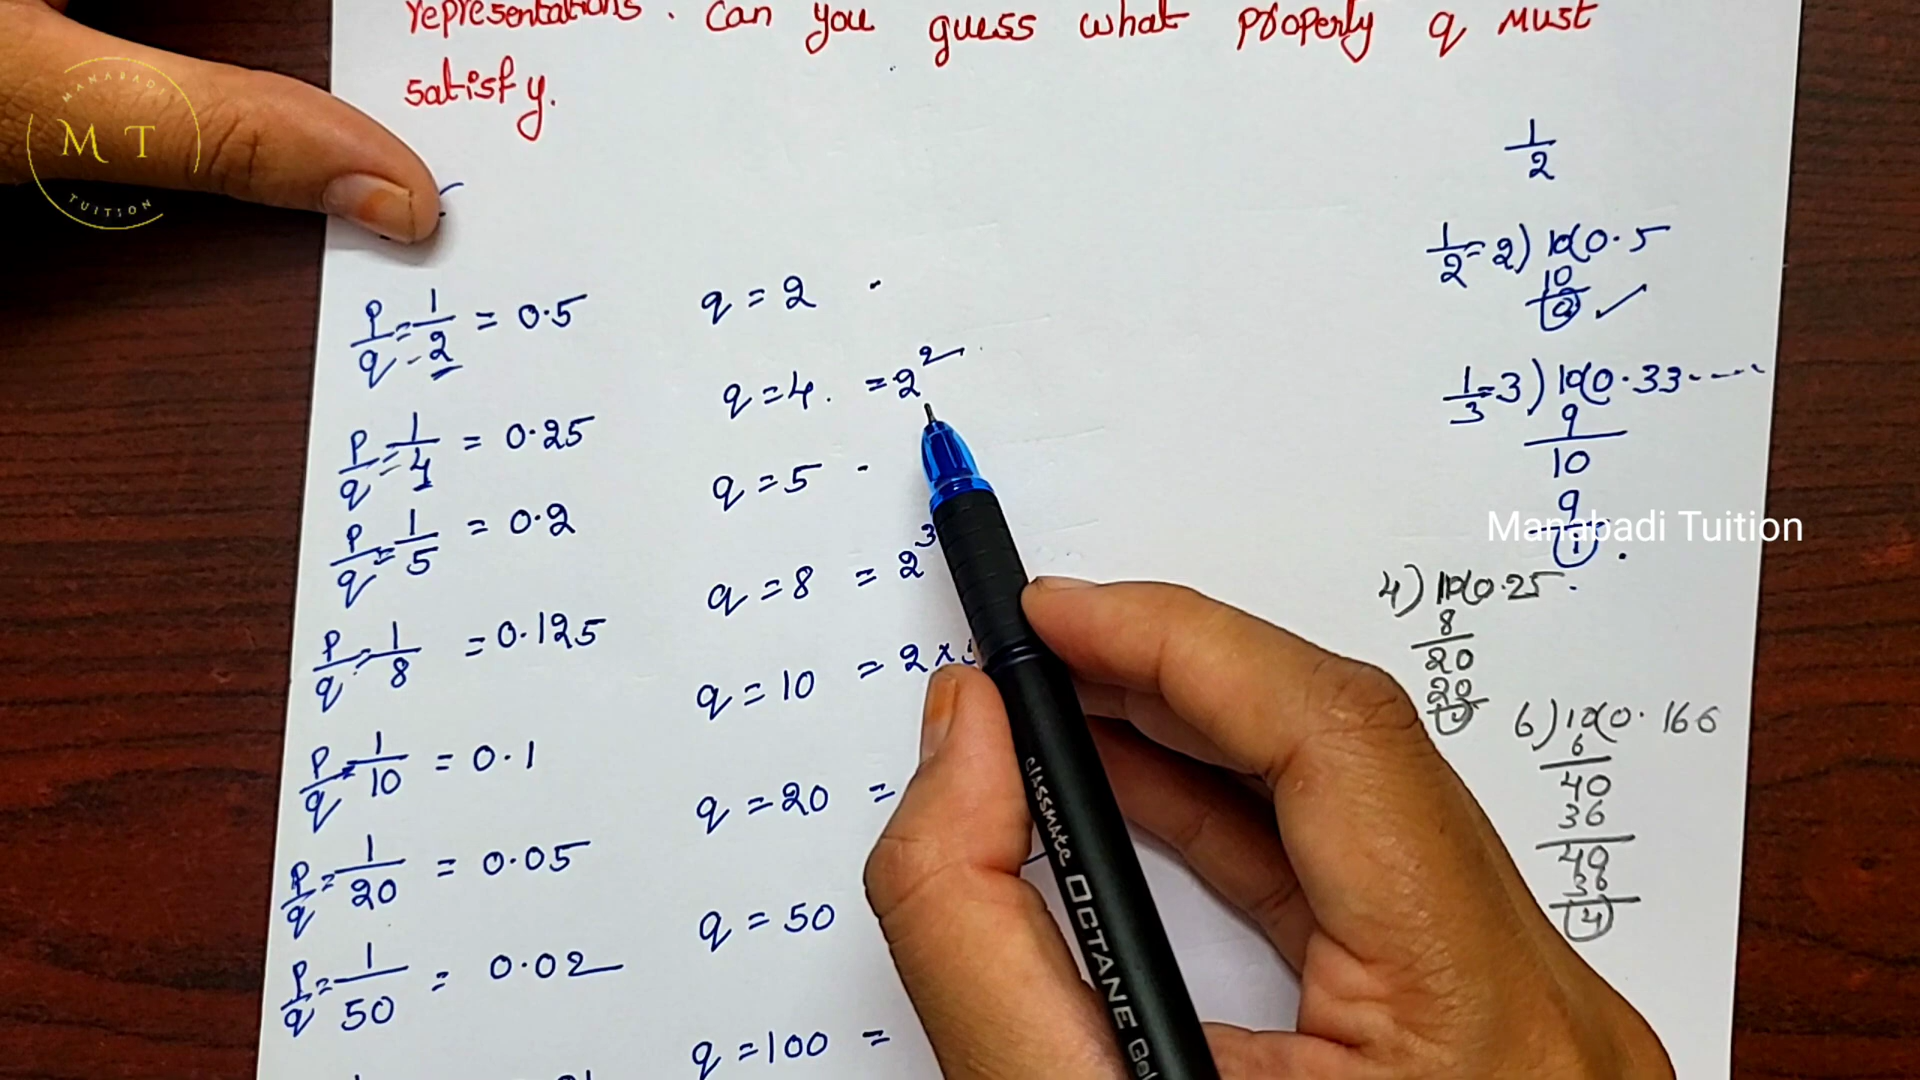 representations. Can you guess what property q must
satisfy.
MANABADI
M T
TUITION
p/q = 1/2 = 0.5
p/q = 1/4 = 0.25
p/q = 1/5 = 0.2
p/q = 1/8 = 0.125
p/q = 1/10 = 0.1
p/q = 1/20 = 0.05
p/q = 1/50 = 0.02
q = 2
q = 4. = 2²
q = 5
q = 8 = 2³
q = 10 = 2 × 5
q = 20 =
q = 50
q = 100 =
1/2
1/2 = 2) 10(0.5
10
0
1/3 = 3) 10(0.33....
9
10
9
1
Manabadi Tuition
4) 10(0.25
8
20
20
0
6) 10(0.166
6
40
36
40
36
4
classmate OCTANE Gel